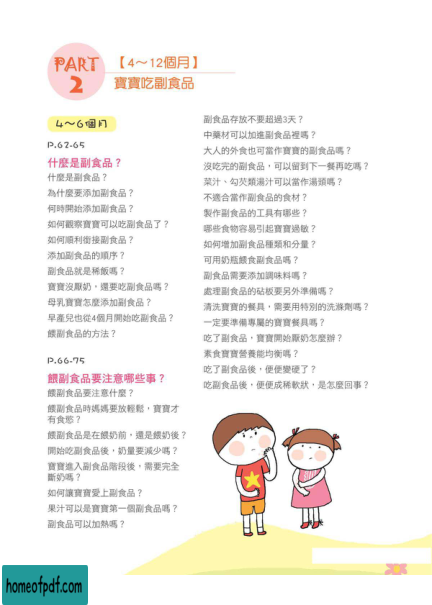 PART
2
【4～12個月】
寶寶吃副食品
4～6個月
P.62-65
什麼是副食品？
什麼是副食品？
為什麼要添加副食品？
何時開始添加副食品？
如何觀察寶寶可以吃副食品了？
如何順利銜接副食品？
添加副食品的順序？
副食品就是稀飯嗎？
寶寶沒厭奶，還要吃副食品嗎？
母乳寶寶怎麼添加副食品？
早產兒也從4個月開始吃副食品？
餵副食品的方法？
P.66-75
餵副食品要注意哪些事？
餵副食品要注意什麼？
餵副食品時媽媽要放輕鬆，寶寶才
有食慾？
餵副食品是在餵奶前，還是餵奶後？
開始吃副食品後，奶量要減少嗎？
寶寶進入副食品階段後，需要完全
斷奶嗎？
如何讓寶寶愛上副食品？
果汁可以是寶寶第一個副食品嗎？
副食品可以加熱嗎？
副食品存放不要超過3天？
中藥材可以加進副食品裡嗎？
大人的外食也可當作寶寶的副食品嗎？
沒吃完的副食品，可以留到下一餐再吃嗎？
菜汁、勾芡類湯汁可以當作湯頭嗎？
不適合當作副食品的食材？
製作副食品的工具有哪些？
哪些食物容易引起寶寶過敏？
如何增加副食品種類和分量？
可用奶瓶餵食副食品嗎？
副食品需要添加調味料嗎？
處理副食品的砧板要另外準備嗎？
清洗寶寶的餐具，需要用特別的洗滌劑嗎？
一定要準備專屬的寶寶餐具嗎？
吃了副食品，寶寶開始厭奶怎麼辦？
素食寶寶營養能均衡嗎？
吃了副食品後，便便變硬了？
吃副食品後，便便成稀軟狀，是怎麼回事？
homeofpdf.com